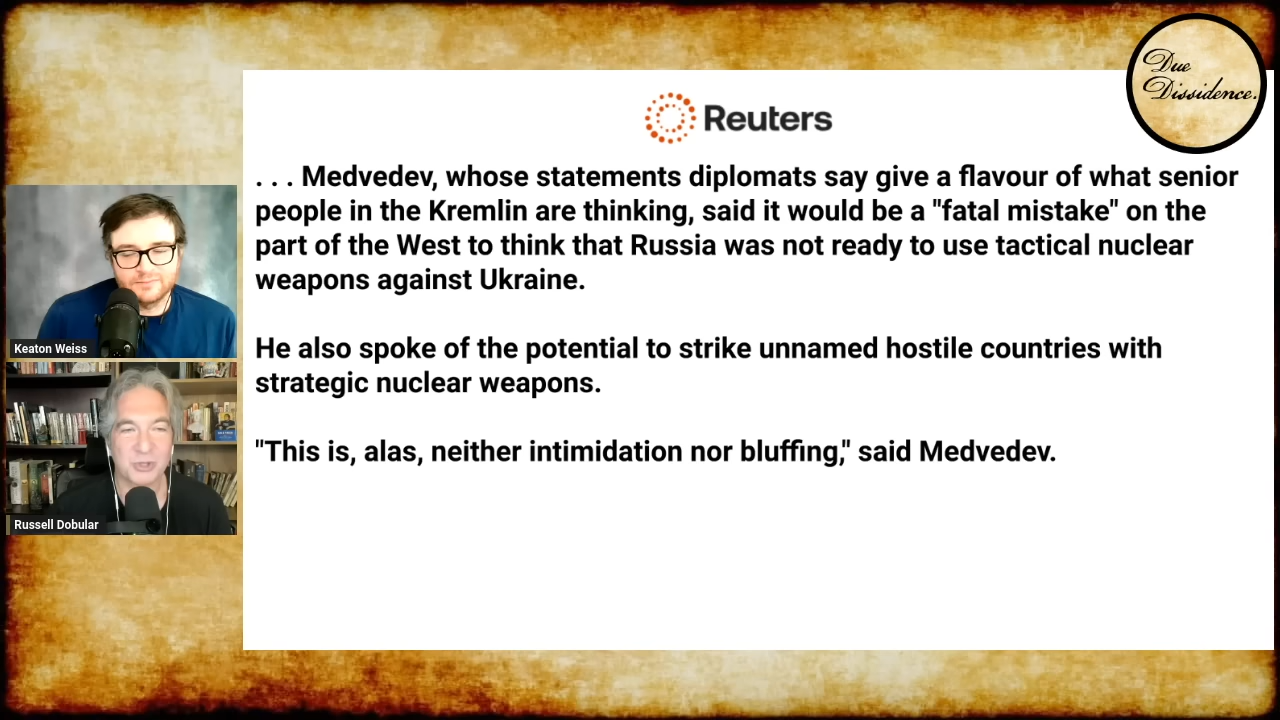 Due
Dissidence.
Reuters
. . . Medvedev, whose statements diplomats say give a flavour of what senior
people in the Kremlin are thinking, said it would be a "fatal mistake" on the
part of the West to think that Russia was not ready to use tactical nuclear
weapons against Ukraine.
He also spoke of the potential to strike unnamed hostile countries with
strategic nuclear weapons.
"This is, alas, neither intimidation nor bluffing," said Medvedev.
Keaton Weiss
Russell Dobular